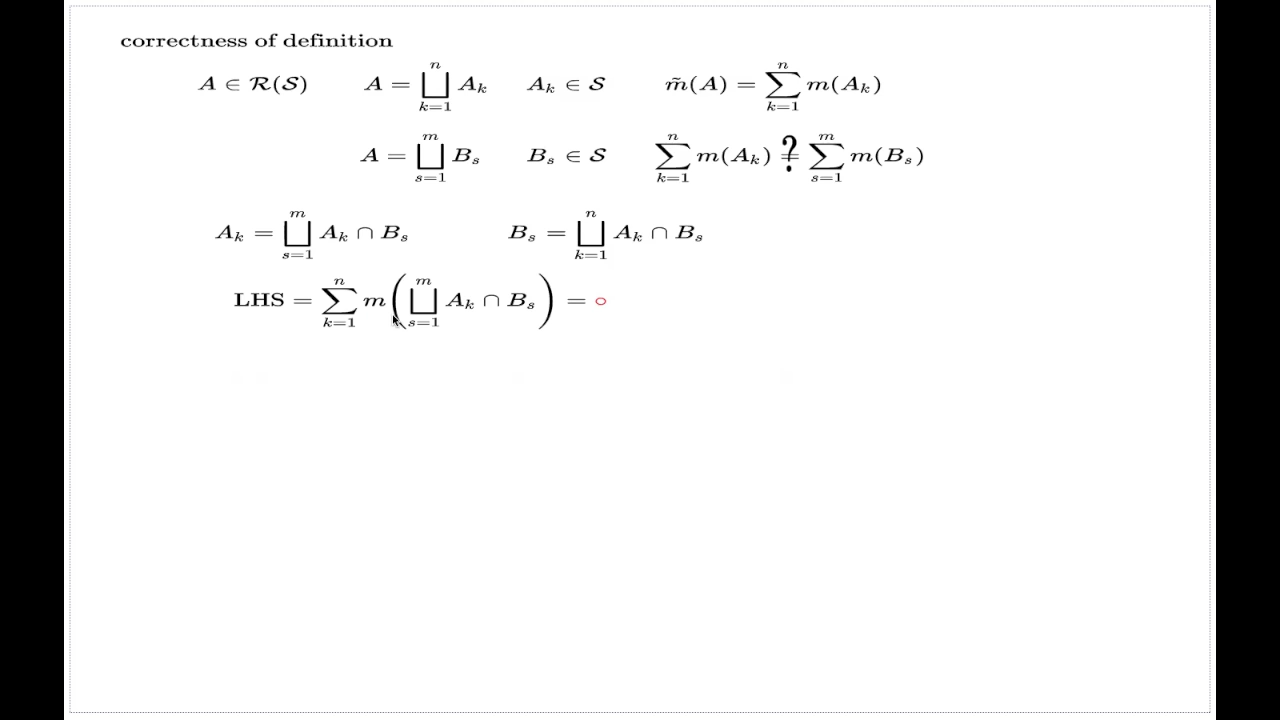 correctness of definition
A ∈ R(S) A = ⨆_{k=1}^{n} A_k A_k ∈ S m̃(A) = ∑_{k=1}^{n} m(A_k)
A = ⨆_{s=1}^{m} B_s B_s ∈ S ∑_{k=1}^{n} m(A_k) ≟ ∑_{s=1}^{m} m(B_s)
A_k = ⨆_{s=1}^{m} A_k ∩ B_s B_s = ⨆_{k=1}^{n} A_k ∩ B_s
LHS = ∑_{k=1}^{n} m(⨆_{s=1}^{m} A_k ∩ B_s) = ∘